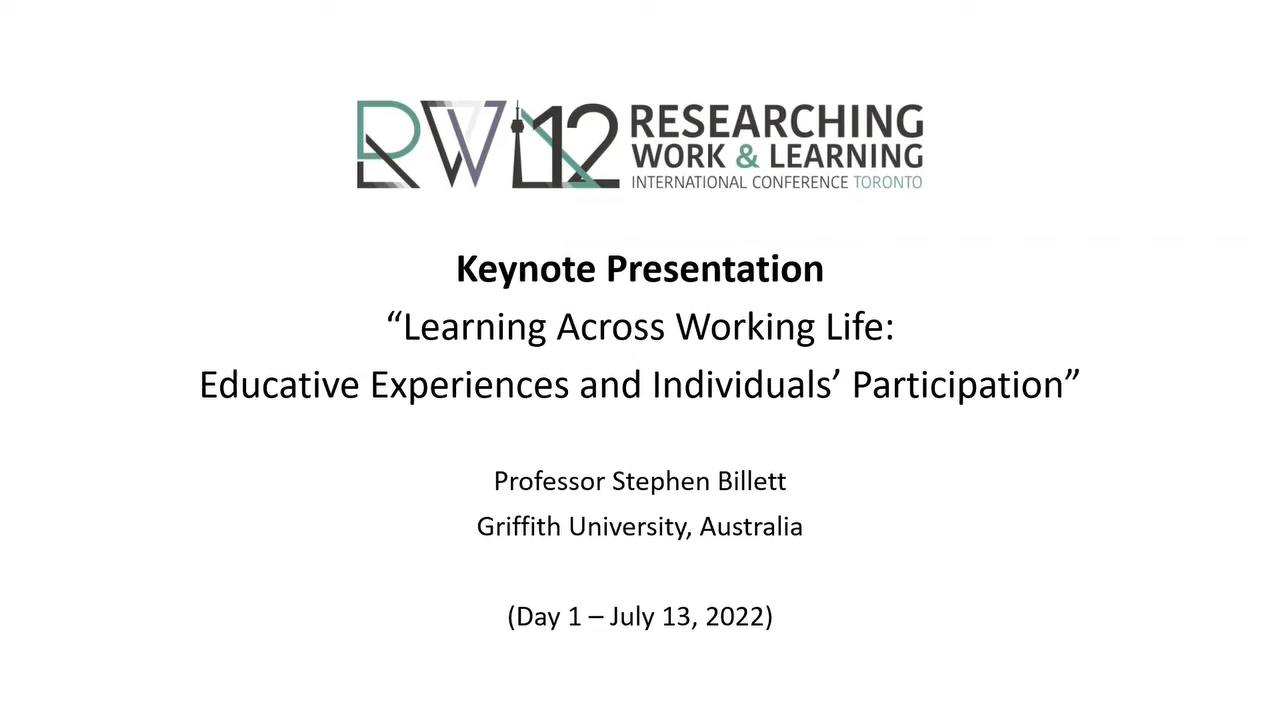 RWL12 RESEARCHING
WORK & LEARNING
INTERNATIONAL CONFERENCE TORONTO
Keynote Presentation
“Learning Across Working Life:
Educative Experiences and Individuals’ Participation”
Professor Stephen Billett
Griffith University, Australia
(Day 1 – July 13, 2022)